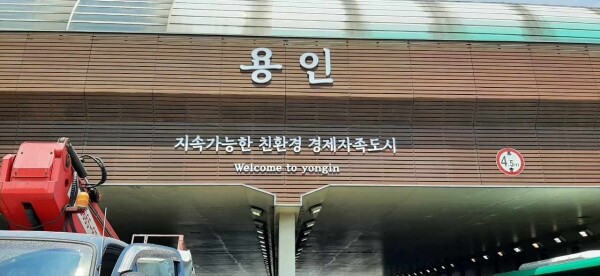 용인
지속가능한 친환경 경제자족도시
Welcome to yongin
4.5m